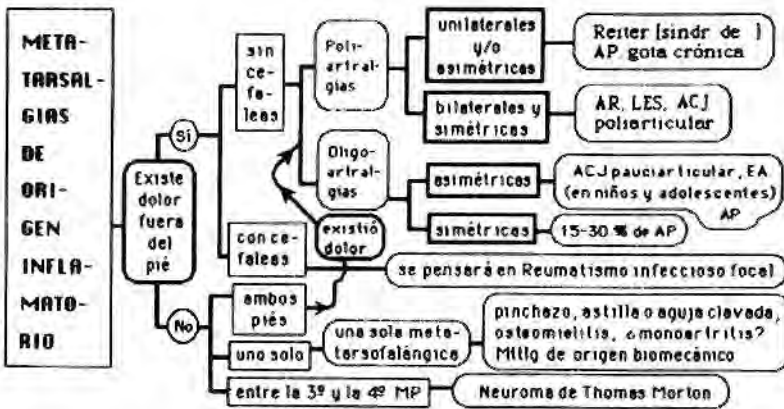 META-
TARSAL-
GIAS
DE
ORI-
GEN
INFLA-
MATO-
RIO
Existe
dolor
fuera
del
pié
Sí
No
sin
ce-
fa-
leas
con ce-
faleas
Poli-
artral-
gias
Oligo-
artral-
gias
existió
dolor
unilaterales
y/o
asimétricas
Reiter [sindr de ]
AP, gota crónica
bilaterales y
simétricas
AR, LES, ACJ
poliarticular
asimétricas
ACJ pauciarticular, EA
(en niños y adolescentes)
AP
simétricas
15-30 % de AP
se pensará en Reumatismo infeccioso focal
ambos
piés
uno solo
una sola meta-
tarsofalángica
pinchazo, astilla o aguja clavada,
osteomielitis, ¿monoartritis?
Mtltg de origen biomecánico
entre la 3º y la 4º MP
Neuroma de Thomas Morton